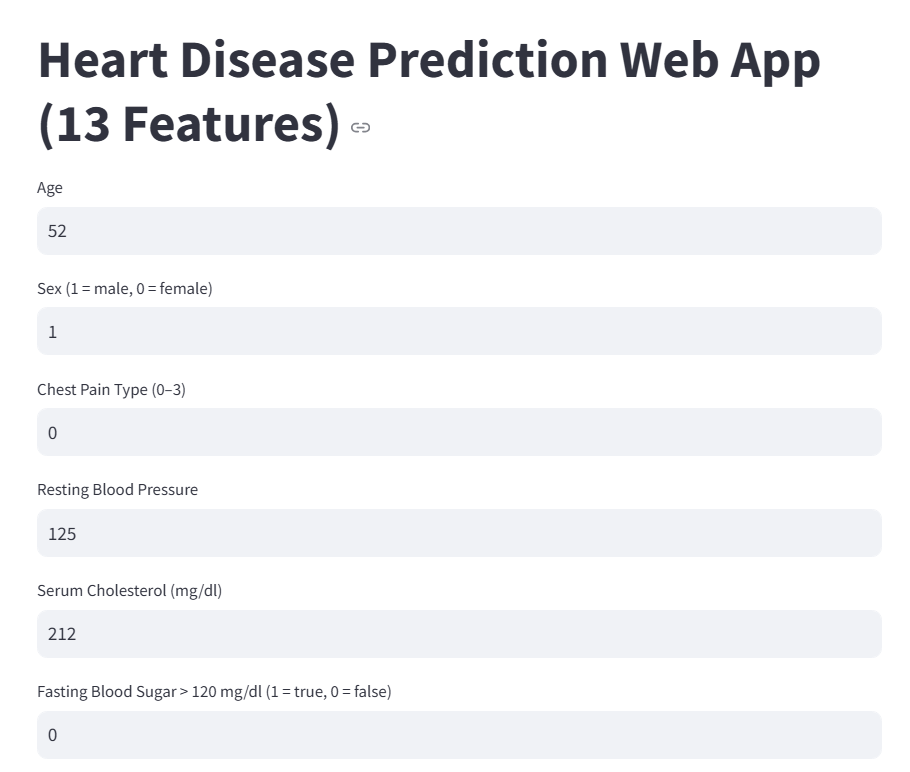 Heart Disease Prediction Web App
(13 Features)
Age
52
Sex (1 = male, 0 = female)
1
Chest Pain Type (0–3)
0
Resting Blood Pressure
125
Serum Cholesterol (mg/dl)
212
Fasting Blood Sugar > 120 mg/dl (1 = true, 0 = false)
0